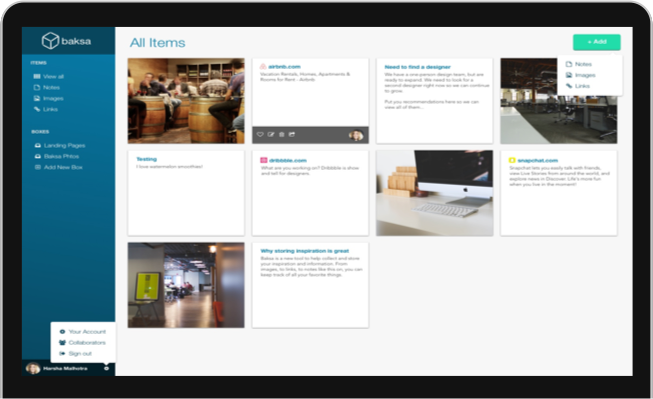 baksa
All Items
+ Add
ITEMS
View all
Notes
Images
Links
BOXES
Landing Pages
Baksa Photos
Add New Box
Notes
Images
Links
airbnb.com
Vacation Rentals, Homes, Apartments &
Rooms for Rent - Airbnb
Need to find a designer
We have a one-person design team, but are
ready to expand. We need to look for a
second designer right now so we can continue
to grow.
Put your recommendations here so we can
view all of them...
Testing
I love watermelon smoothies!
dribbble.com
What are you working on? Dribbble is show
and tell for designers.
snapchat.com
Snapchat lets you easily talk with friends,
view Live Stories from around the world, and
explore news in Discover. Life's more fun
when you live in the moment!
Why storing inspiration is great
Baksa is a new tool to help collect and store
your inspiration and information. From
images, to links, to notes like this on, you can
keep track of all your favorite things.
Your Account
Collaborators
Sign out
Harsha Malhotra